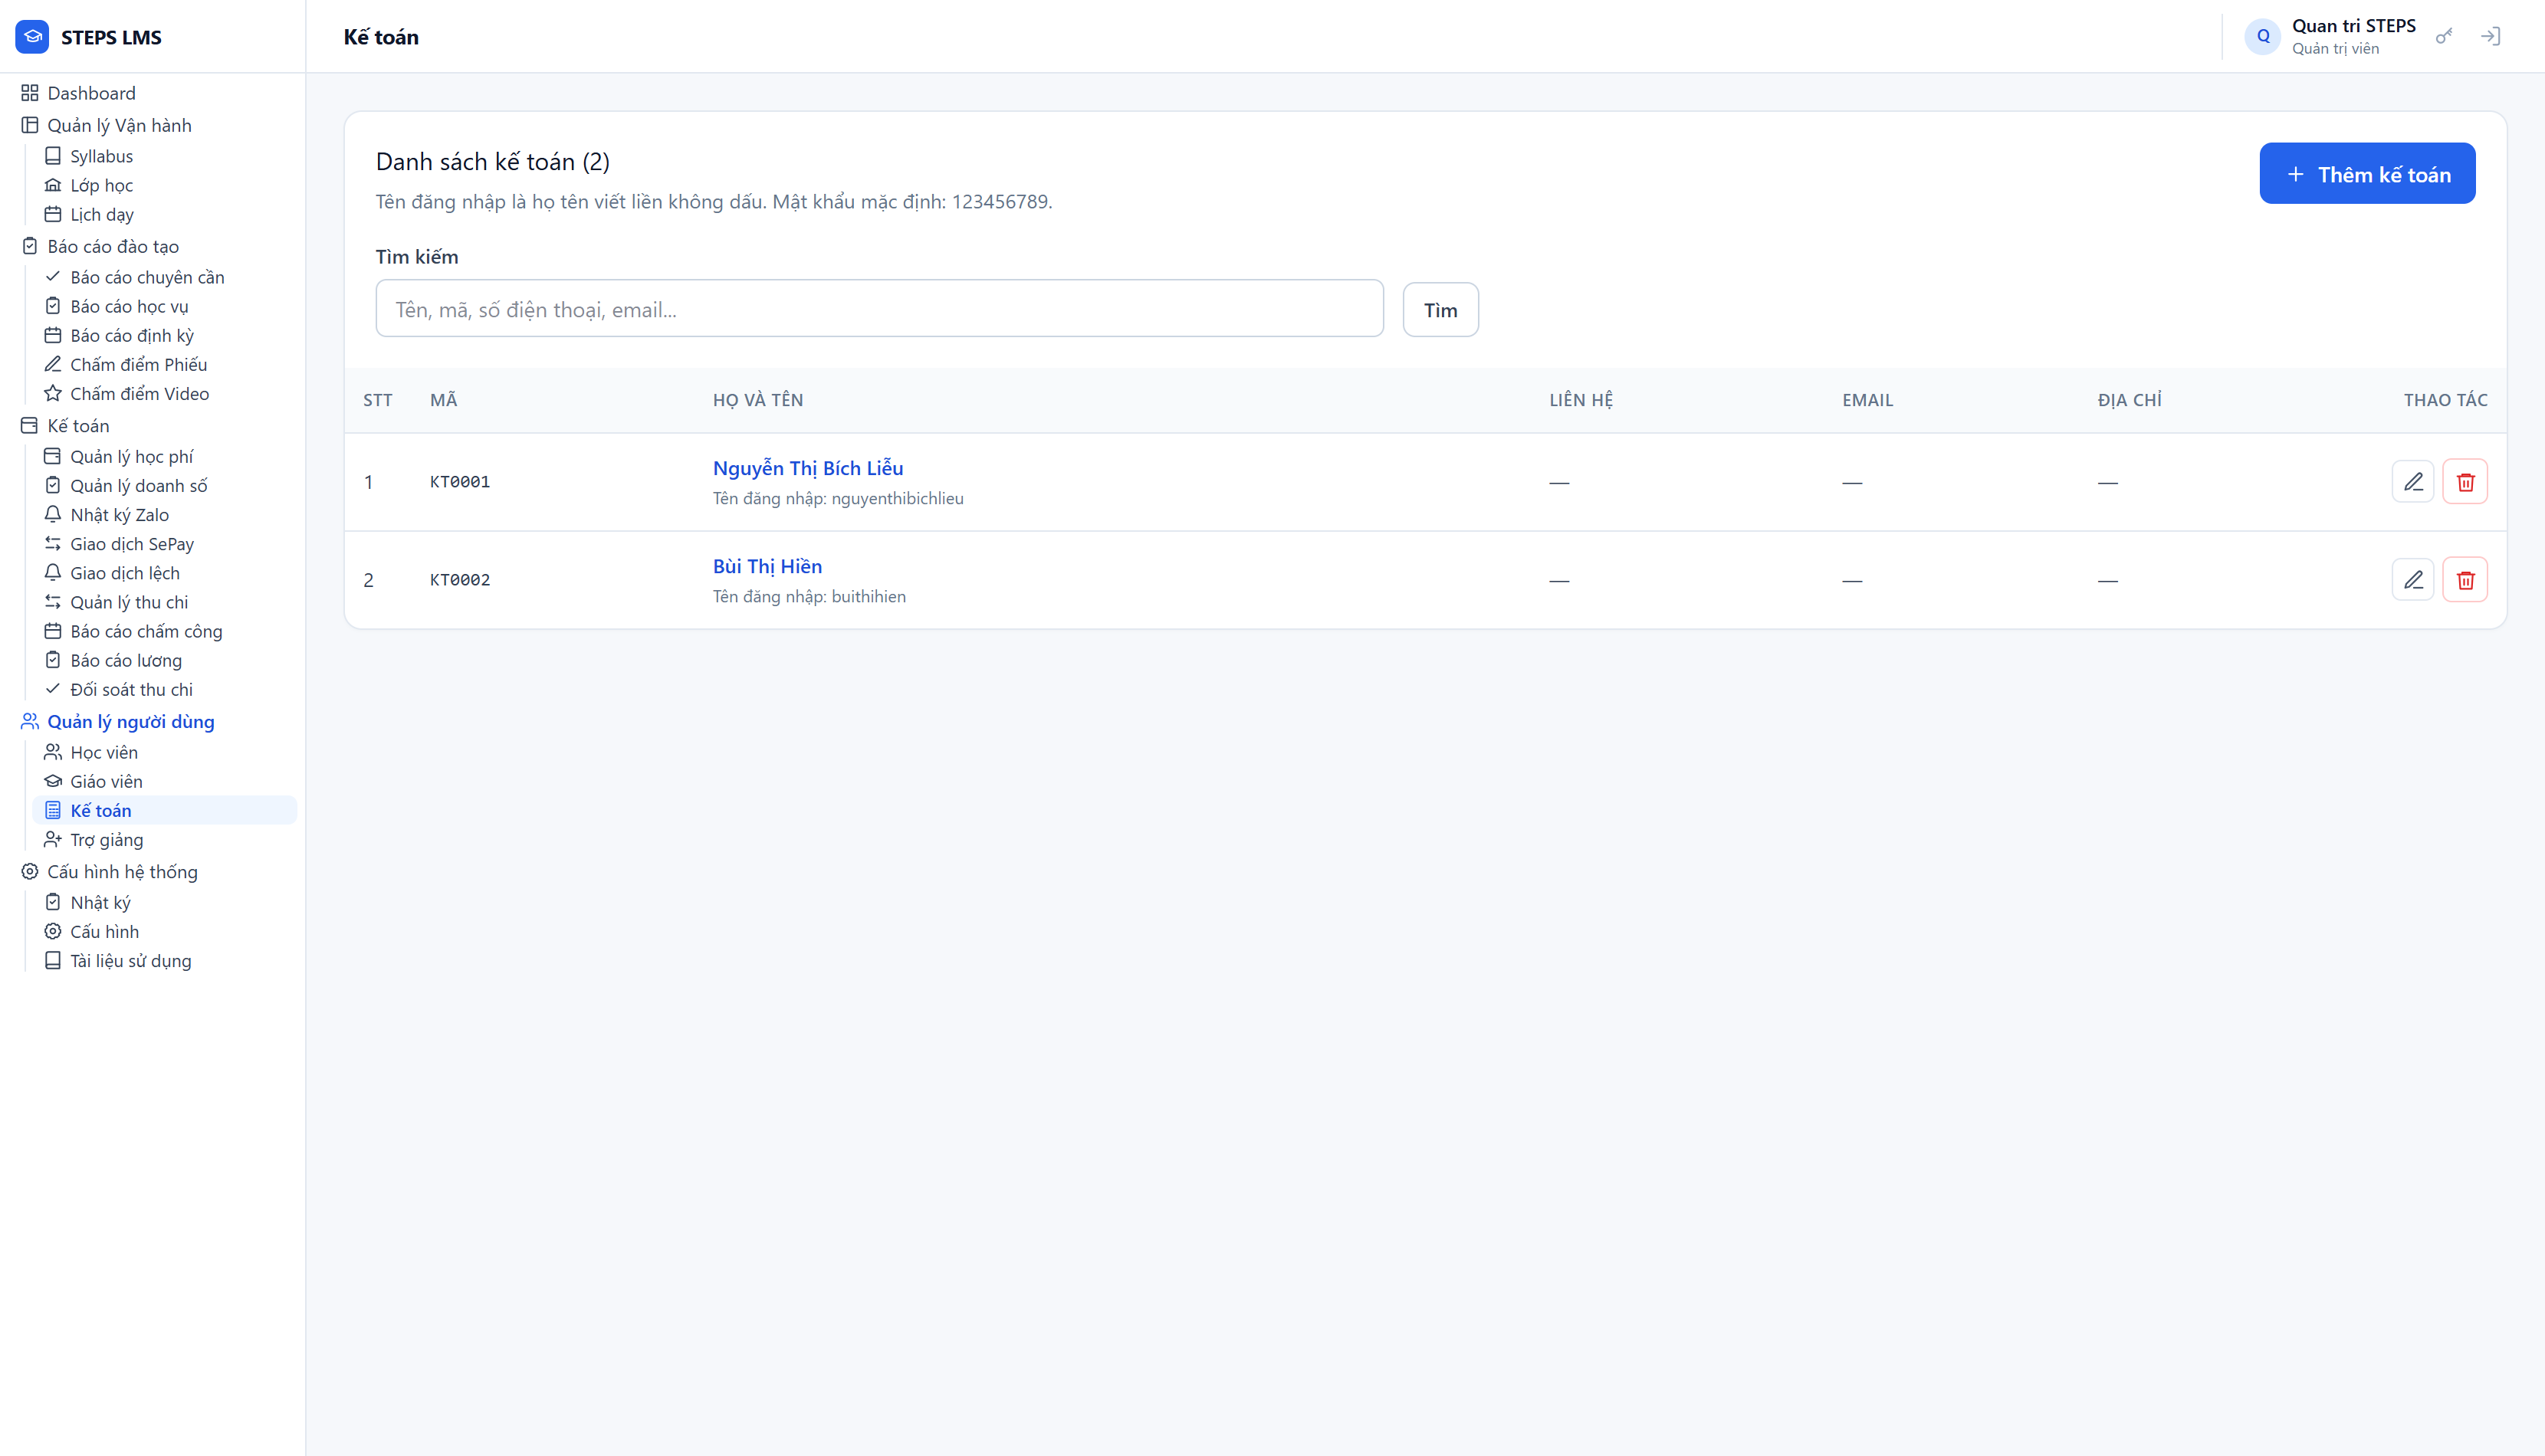 STEPS LMS
Kế toán
Q
Quan tri STEPS
Quản trị viên
Dashboard
Quản lý Vận hành
Syllabus
Lớp học
Lịch dạy
Báo cáo đào tạo
Báo cáo chuyên cần
Báo cáo học vụ
Báo cáo định kỳ
Chấm điểm Phiếu
Chấm điểm Video
Kế toán
Quản lý học phí
Quản lý doanh số
Nhật ký Zalo
Giao dịch SePay
Giao dịch lệch
Quản lý thu chi
Báo cáo chấm công
Báo cáo lương
Đối soát thu chi
Quản lý người dùng
Học viên
Giáo viên
Kế toán
Trợ giảng
Cấu hình hệ thống
Nhật ký
Cấu hình
Tài liệu sử dụng
Danh sách kế toán (2)
Tên đăng nhập là họ tên viết liền không dấu. Mật khẩu mặc định: 123456789.
+ Thêm kế toán
Tìm kiếm
Tên, mã, số điện thoại, email...
Tìm
STT MÃ HỌ VÀ TÊN LIÊN HỆ EMAIL ĐỊA CHỈ THAO TÁC
1 KT0001 Nguyễn Thị Bích Liễu — — —
Tên đăng nhập: nguyenthibichlieu
2 KT0002 Bùi Thị Hiền — — —
Tên đăng nhập: buithihien